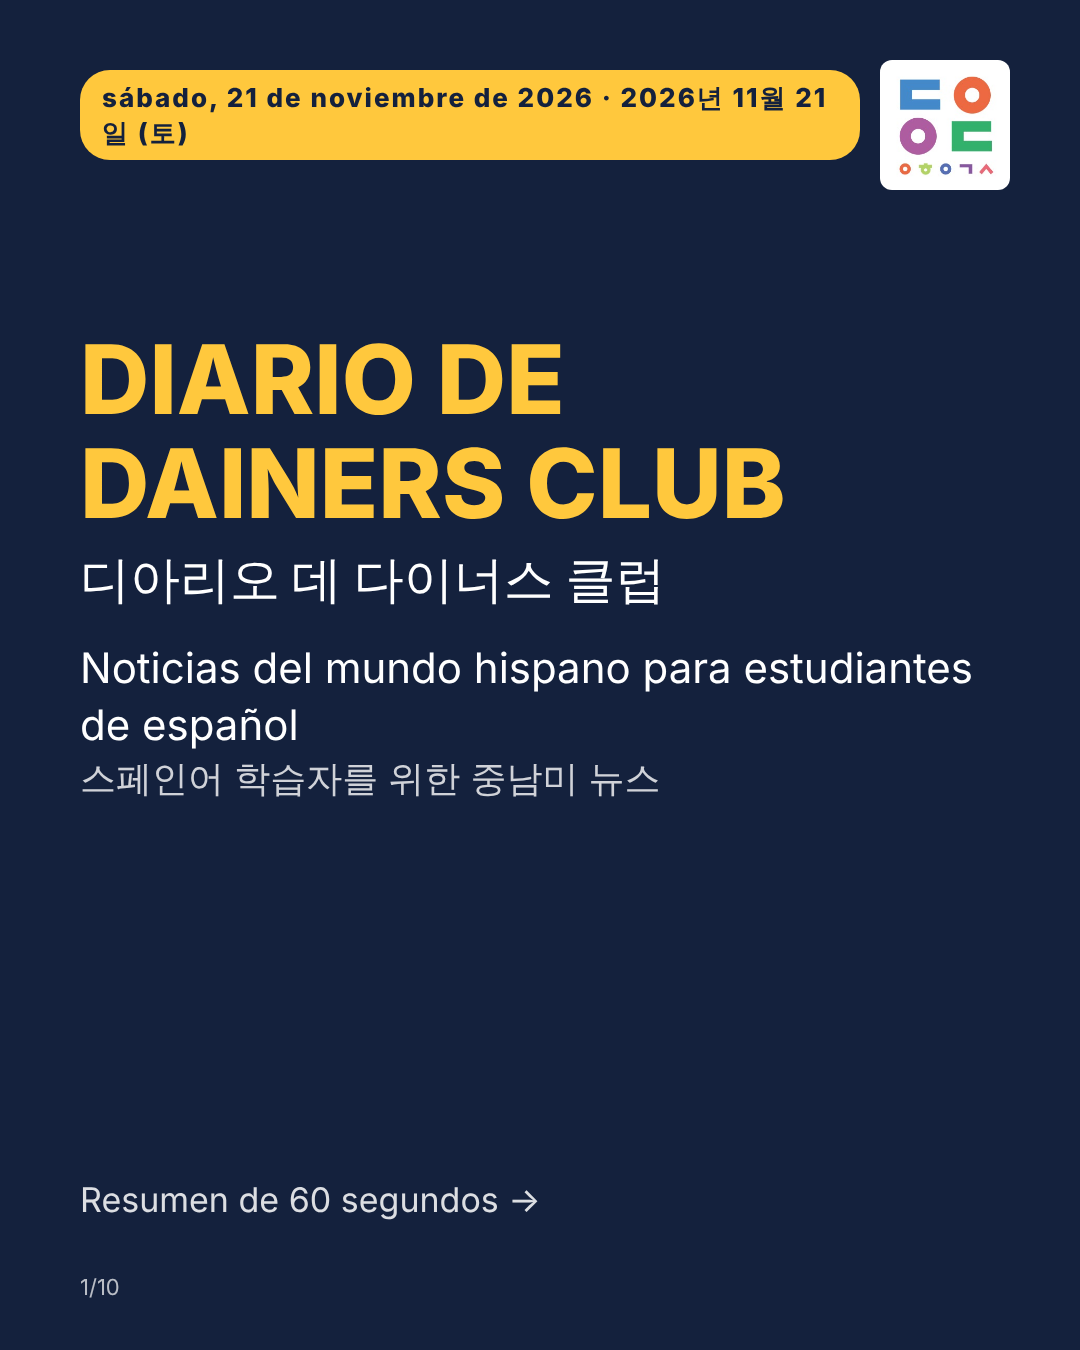 sábado, 21 de noviembre de 2026 · 2026년 11월 21
일 (토)
ㄷㅇ
ㅇㄷ
ㅇㅎㅇㄱㅅ
DIARIO DE
DAINERS CLUB
디아리오 데 다이너스 클럽
Noticias del mundo hispano para estudiantes
de español
스페인어 학습자를 위한 중남미 뉴스
Resumen de 60 segundos →
1/10